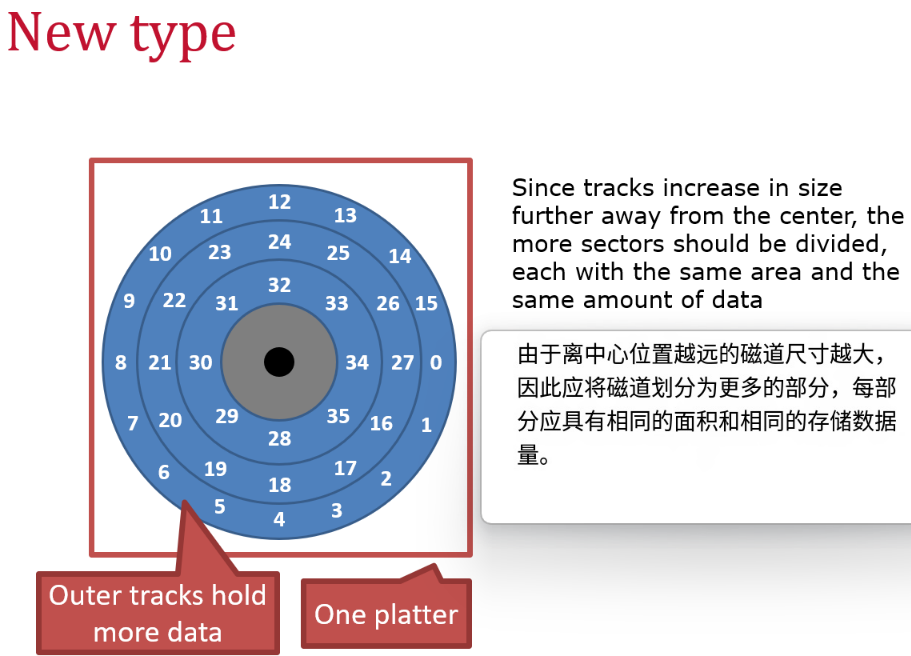 New type
12
11
13
10
23
24
25
14
9
22
31
32
33
26
15
8
21
30
34
27
0
7
20
29
28
35
16
1
6
19
18
17
2
5
4
3
Since tracks increase in size
further away from the center, the
more sectors should be divided,
each with the same area and the
same amount of data
由于离中心位置越远的磁道尺寸越大，
因此应将磁道划分为更多的部分，每部
分应具有相同的面积和相同的存储数据
量。
Outer tracks hold
more data
One platter